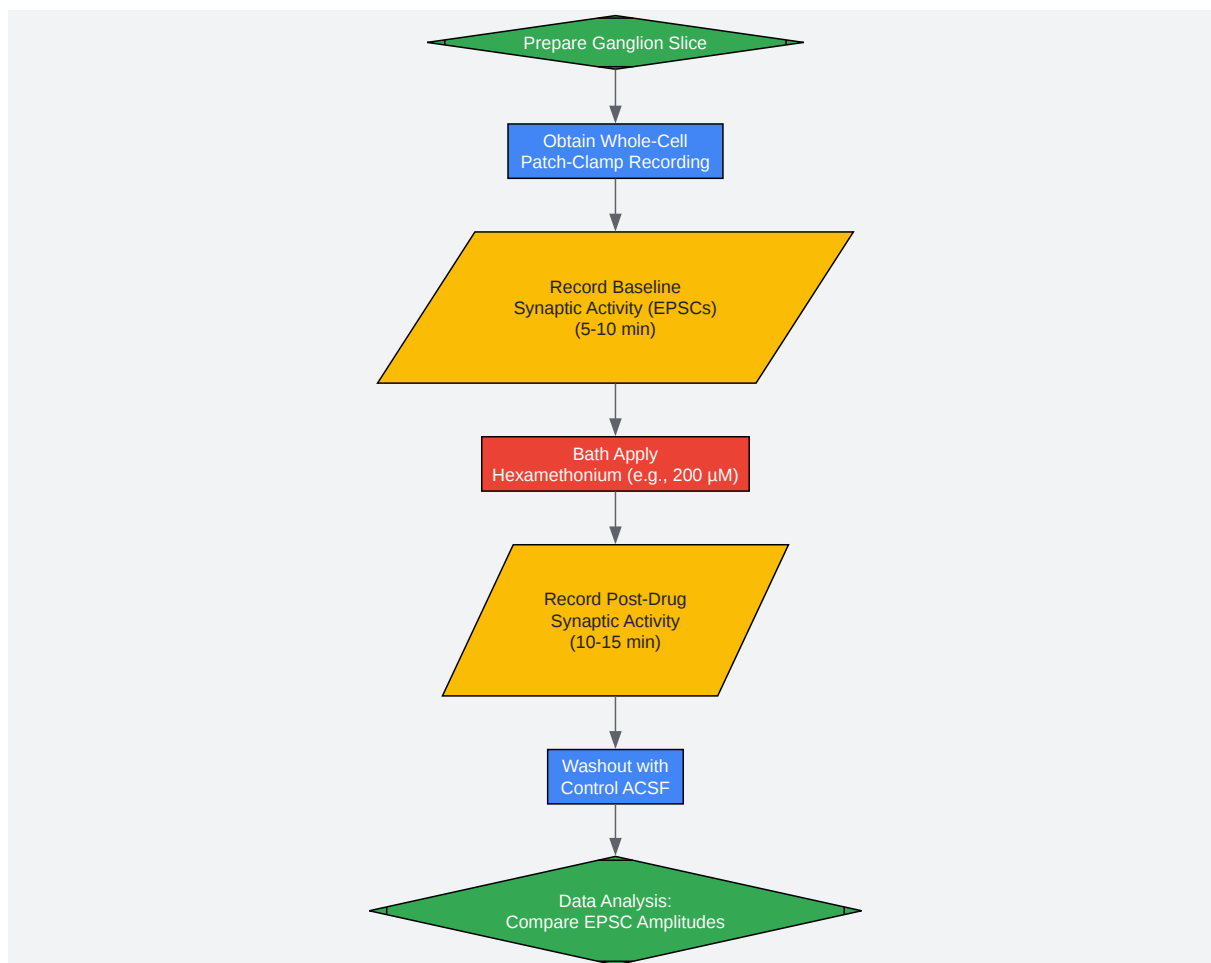 Prepare Ganglion Slice
Obtain Whole-Cell
Patch-Clamp Recording
Record Baseline
Synaptic Activity (EPSCs)
(5-10 min)
Bath Apply
Hexamethonium (e.g., 200 µM)
Record Post-Drug
Synaptic Activity
(10-15 min)
Washout with
Control ACSF
Data Analysis:
Compare EPSC Amplitudes